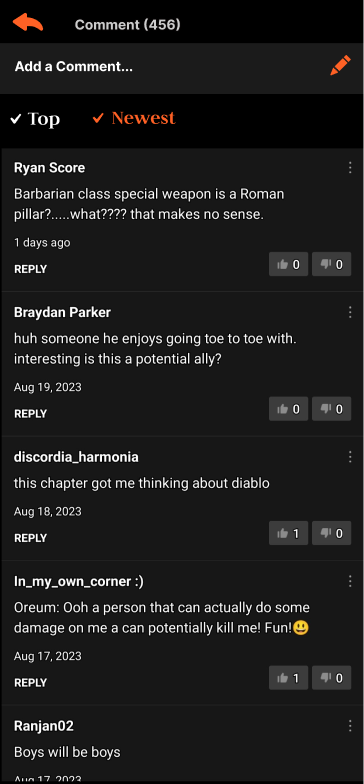 Comment (456)
Add a Comment...
Top
Newest
Ryan Score
Barbarian class special weapon is a Roman
pillar?.....what???? that makes no sense.
1 days ago
REPLY
0
0
Braydan Parker
huh someone he enjoys going toe to toe with.
interesting is this a potential ally?
Aug 19, 2023
REPLY
0
0
discordia_harmonia
this chapter got me thinking about diablo
Aug 18, 2023
REPLY
1
0
In_my_own_corner :)
Oreum: Ooh a person that can actually do some
damage on me a can potentially kill me! Fun!😃
Aug 17, 2023
REPLY
1
0
Ranjan02
Boys will be boys
Aug 17, 2023